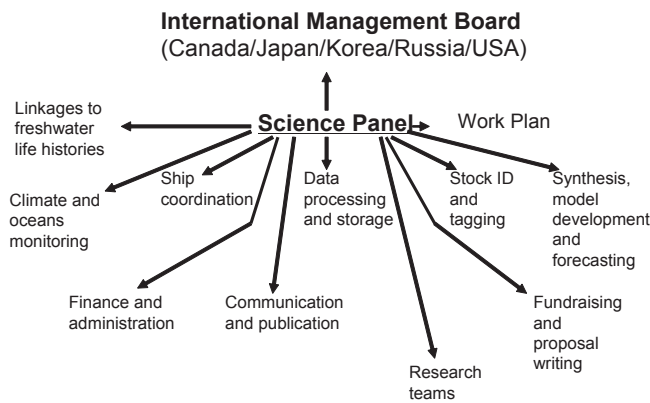 International Management Board
(Canada/Japan/Korea/Russia/USA)
Linkages to
freshwater
life histories
Science Panel
Work Plan
Climate and
oceans
monitoring
Ship
coordination
Data
processing
and storage
Stock ID
and
tagging
Synthesis,
model
development
and
forecasting
Finance and
administration
Communication
and publication
Fundraising
and
proposal
writing
Research
teams